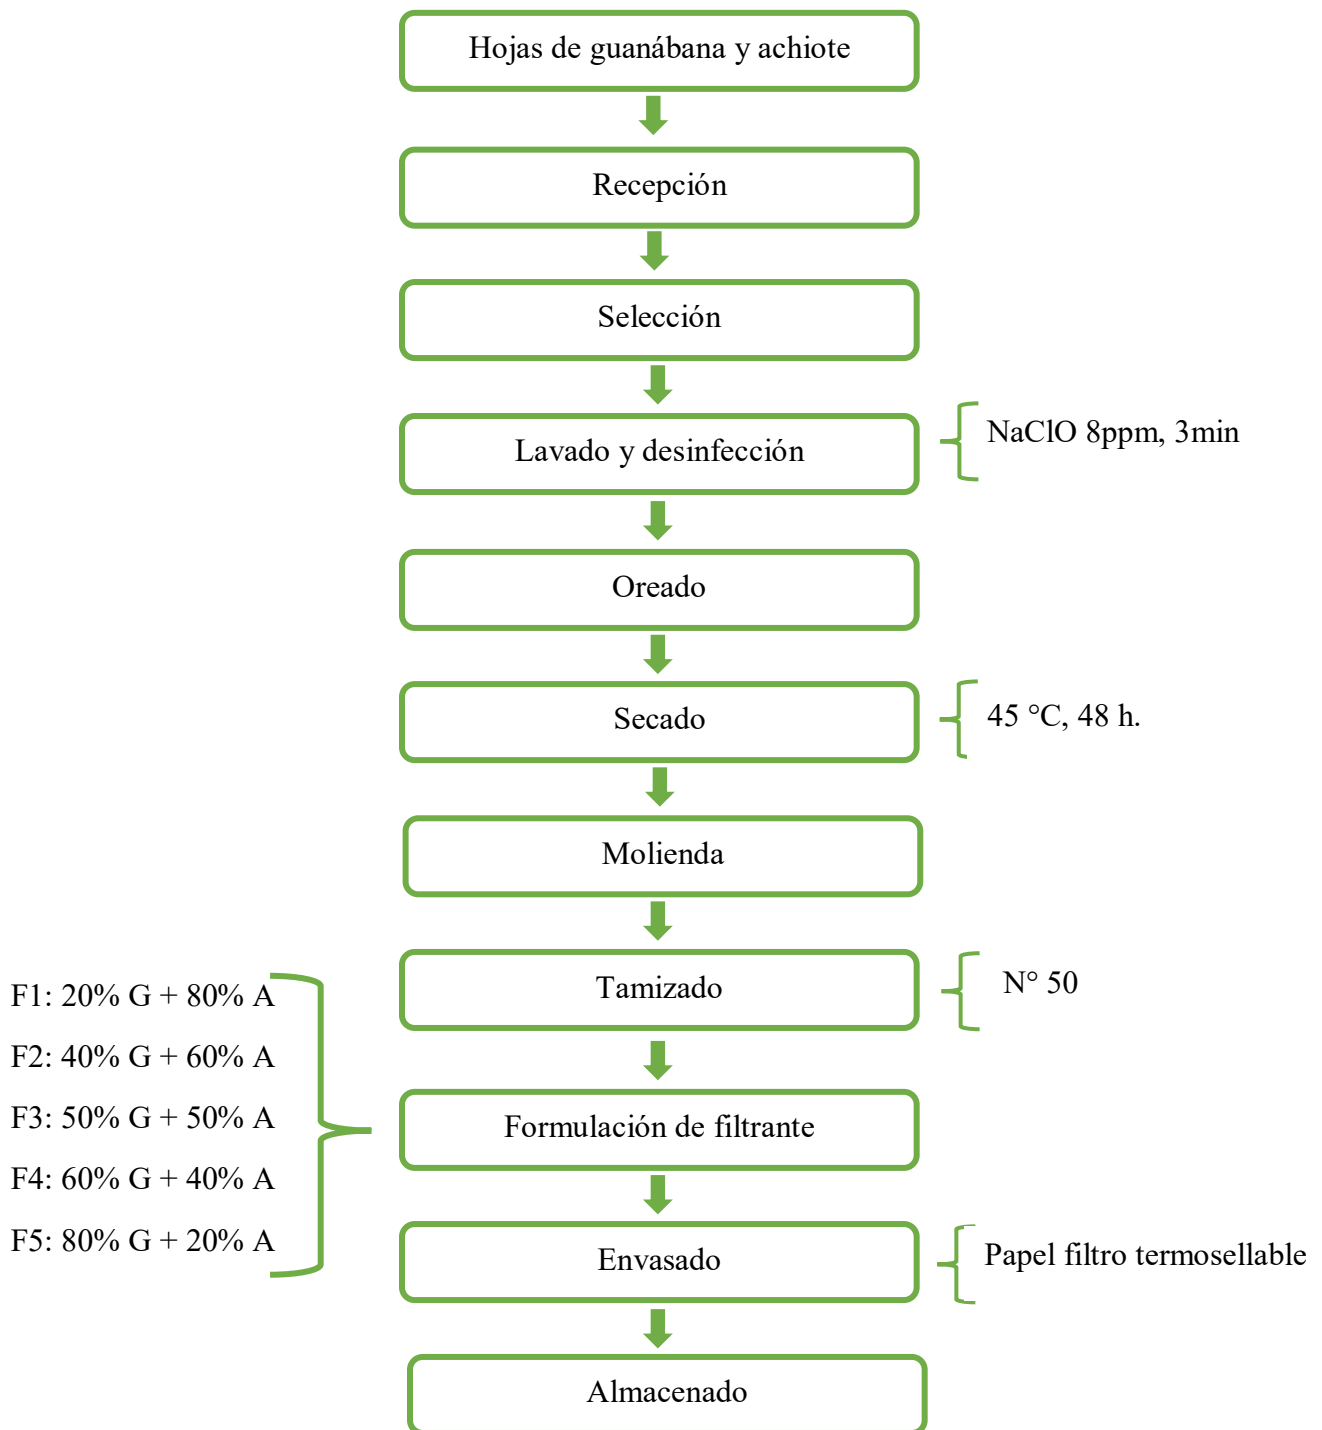 Hojas de guanábana y achiote
Recepción
Selección
Lavado y desinfección
NaClO 8ppm, 3min
Oreado
Secado
45 °C, 48 h.
Molienda
Tamizado
N° 50
F1: 20% G + 80% A
F2: 40% G + 60% A
F3: 50% G + 50% A
F4: 60% G + 40% A
F5: 80% G + 20% A
Formulación de filtrante
Envasado
Papel filtro termosellable
Almacenado